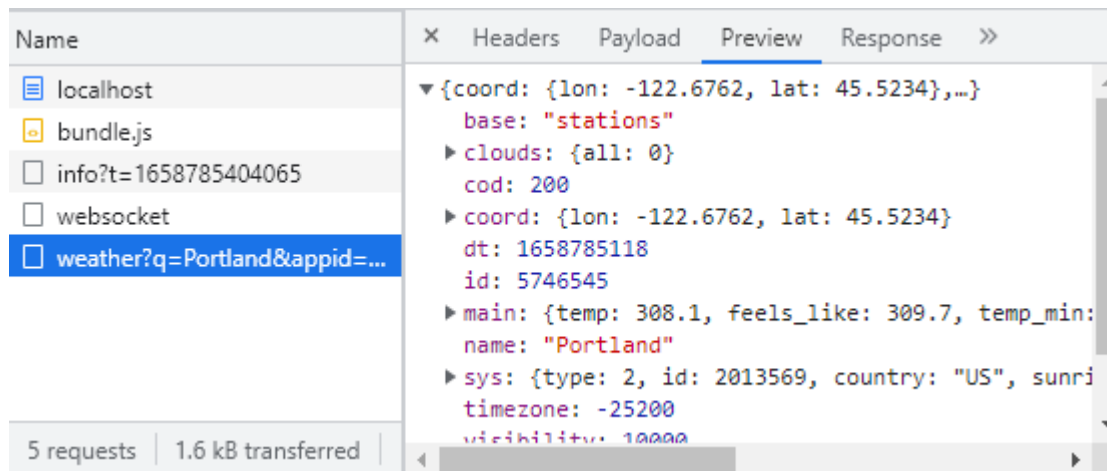 Name
localhost
bundle.js
info?t=1658785404065
websocket
weather?q=Portland&appid=...
5 requests 1.6 kB transferred
× Headers Payload Preview Response »
▼{coord: {lon: -122.6762, lat: 45.5234},…}
base: "stations"
▶clouds: {all: 0}
cod: 200
▶coord: {lon: -122.6762, lat: 45.5234}
dt: 1658785118
id: 5746545
▶main: {temp: 308.1, feels_like: 309.7, temp_min:
name: "Portland"
▶sys: {type: 2, id: 2013569, country: "US", sunri
timezone: -25200
visibility: 10000